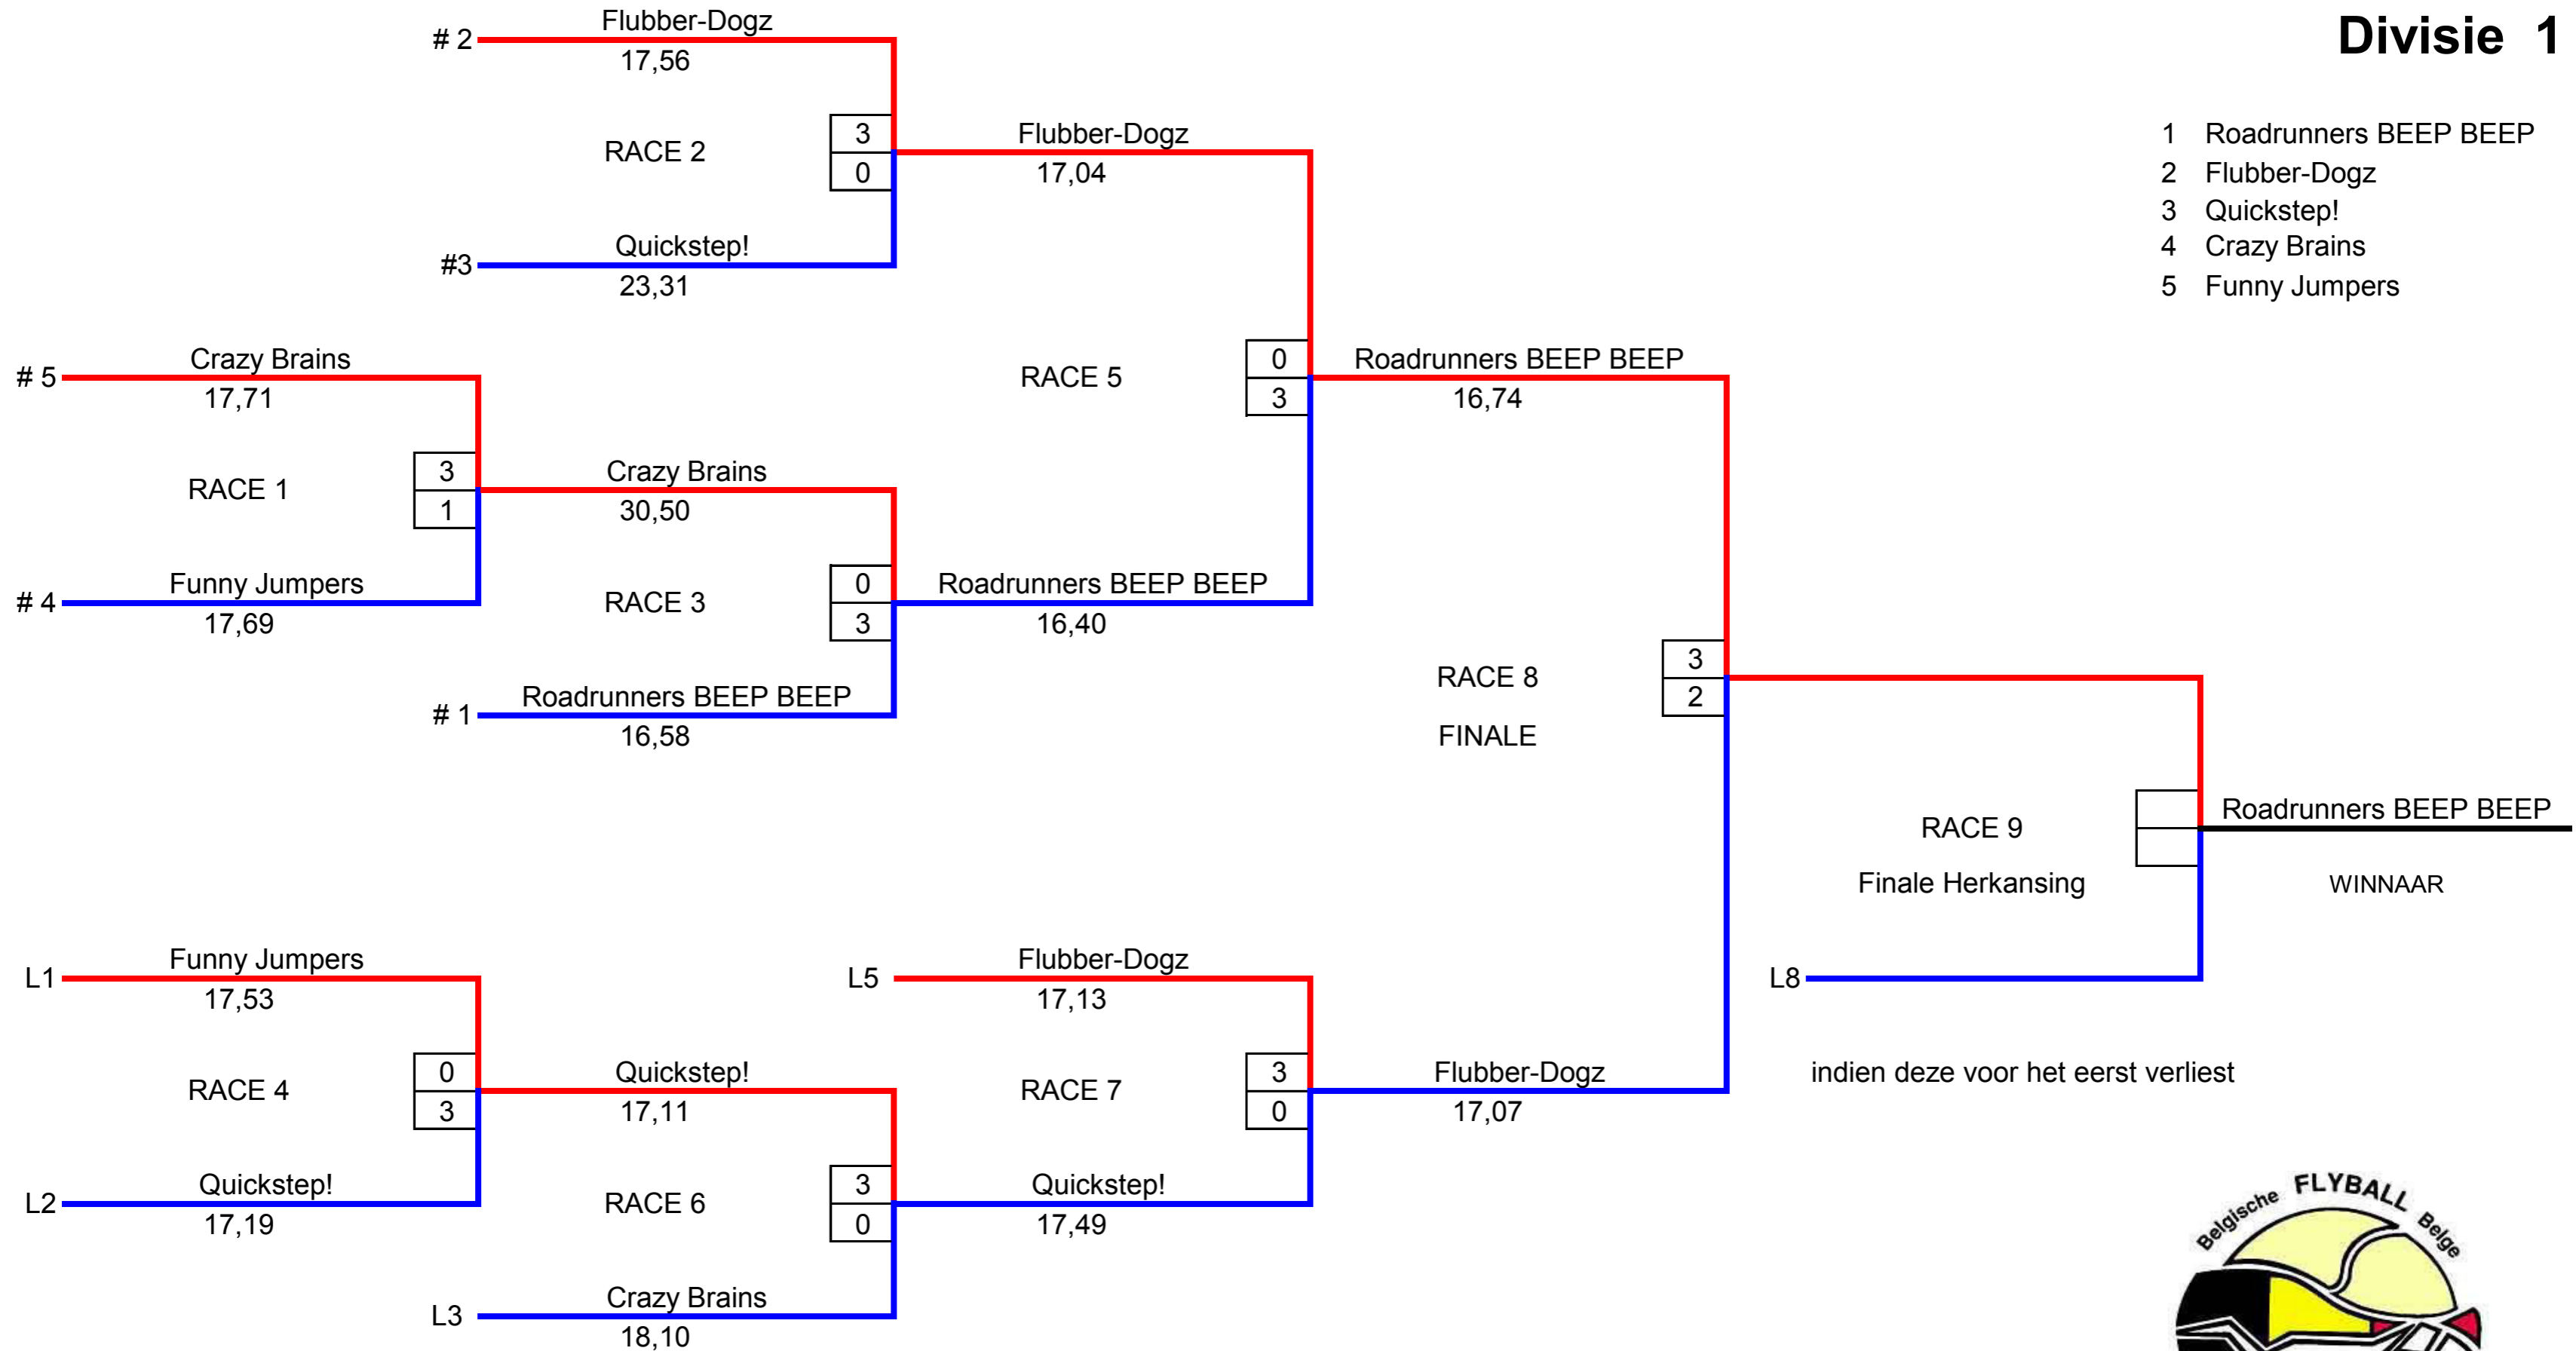 Divisie 1
1 Roadrunners BEEP BEEP
2 Flubber-Dogz
3 Quickstep!
4 Crazy Brains
5 Funny Jumpers
# 2
Flubber-Dogz
17,56
RACE 2
3
0
#3
Quickstep!
23,31
Flubber-Dogz
17,04
# 5
Crazy Brains
17,71
RACE 1
3
1
# 4
Funny Jumpers
17,69
Crazy Brains
30,50
RACE 3
0
3
# 1
Roadrunners BEEP BEEP
16,58
RACE 5
0
3
Roadrunners BEEP BEEP
16,40
Roadrunners BEEP BEEP
16,74
RACE 8
3
2
FINALE
RACE 9
Finale Herkansing
Roadrunners BEEP BEEP
WINNAAR
L1
Funny Jumpers
17,53
RACE 4
0
3
L2
Quickstep!
17,19
Quickstep!
17,11
RACE 6
3
0
L3
Crazy Brains
18,10
L5
Flubber-Dogz
17,13
RACE 7
3
0
Quickstep!
17,49
Flubber-Dogz
17,07
L8
indien deze voor het eerst verliest
Belgische FLYBALL Belge